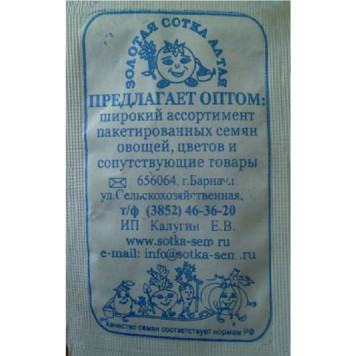 ЗОЛОТАЯ СОТКА АЛТАЯ
ПРЕДЛАГАЕТ ОПТОМ:
широкий ассортимент
пакетированных семян
овощей, цветов и
сопутствующие товары
656064, г.Барнаул
ул.Сельскохозяйственная,
т/ф (3852) 46-36-20
ИП Калугин Е.В.
www.sotka-sem.ru
e-mail: info@sotka-sem.ru
Качество семян соответствует нормам РФ